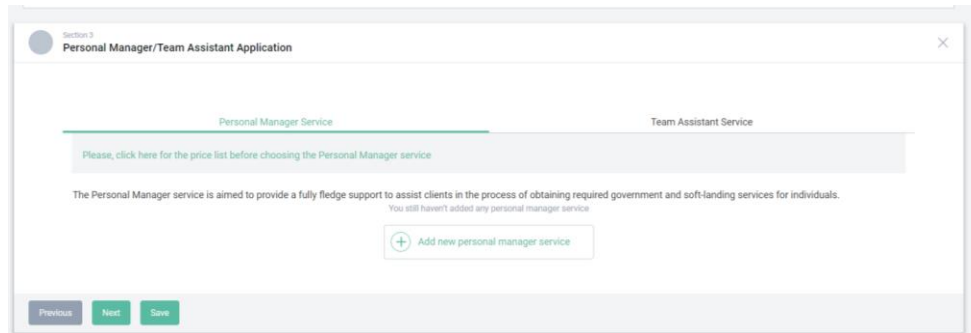 Section 3
Personal Manager/Team Assistant Application
Personal Manager Service
Team Assistant Service
Please, click here for the price list before choosing the Personal Manager service
The Personal Manager service is aimed to provide a fully fledge support to assist clients in the process of obtaining required government and soft-landing services for individuals.
You still haven't added any personal manager service
Add new personal manager service
Previous
Next
Save